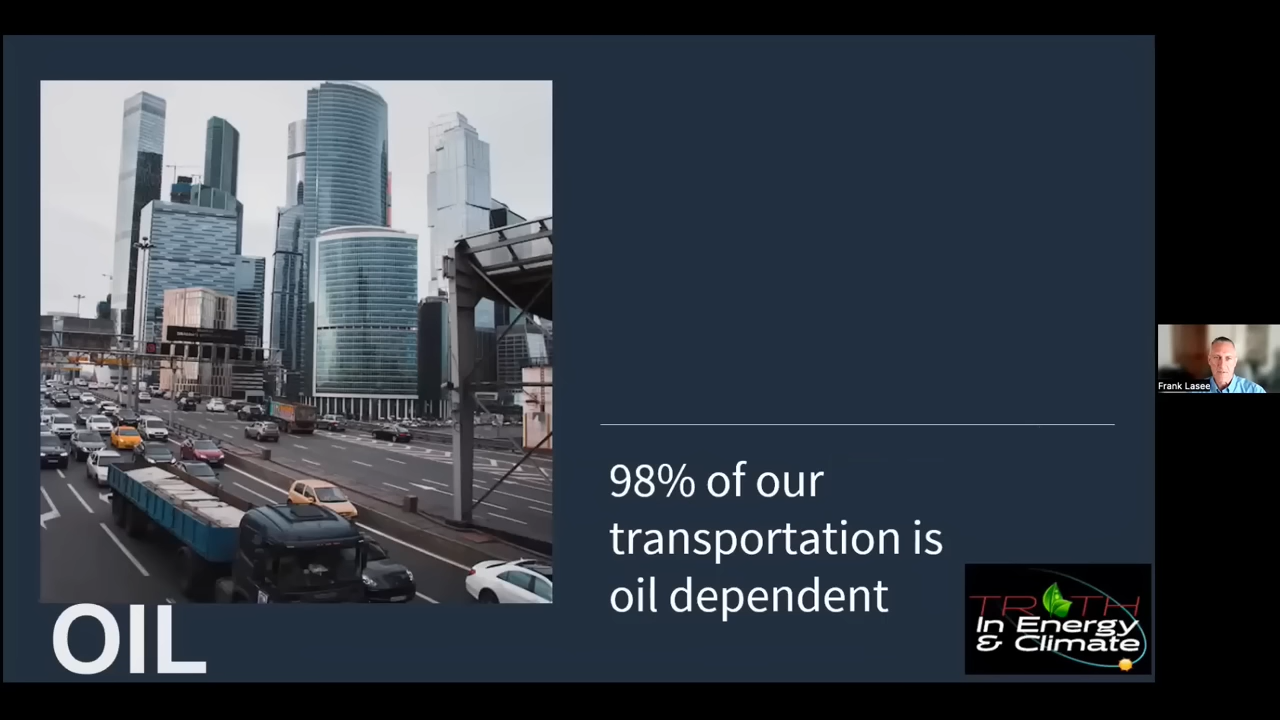 98% of our
transportation is
oil dependent
OIL
TRUTH
In Energy
& Climate
Frank Lasee